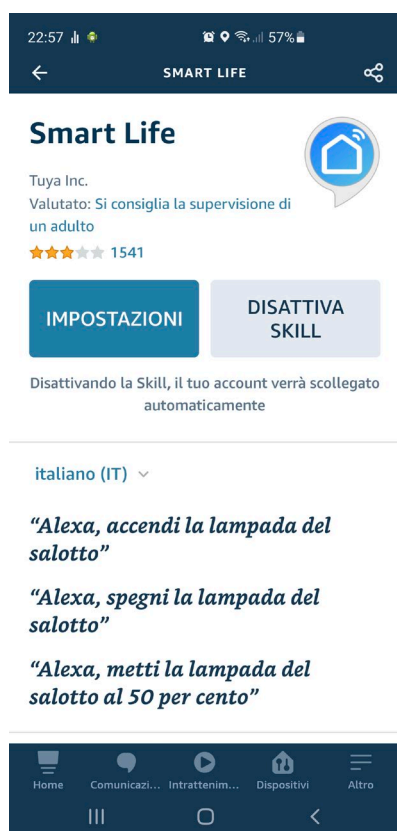 22:57 57%
SMART LIFE
Smart Life
Tuya Inc.
Valutato: Si consiglia la supervisione di
un adulto
1541
IMPOSTAZIONI
DISATTIVA
SKILL
Disattivando la Skill, il tuo account verrà scollegato
automaticamente
italiano (IT)
“Alexa, accendi la lampada del
salotto”
“Alexa, spegni la lampada del
salotto”
“Alexa, metti la lampada del
salotto al 50 per cento”
Home Comunicazi... Intrattenim... Dispositivi Altro